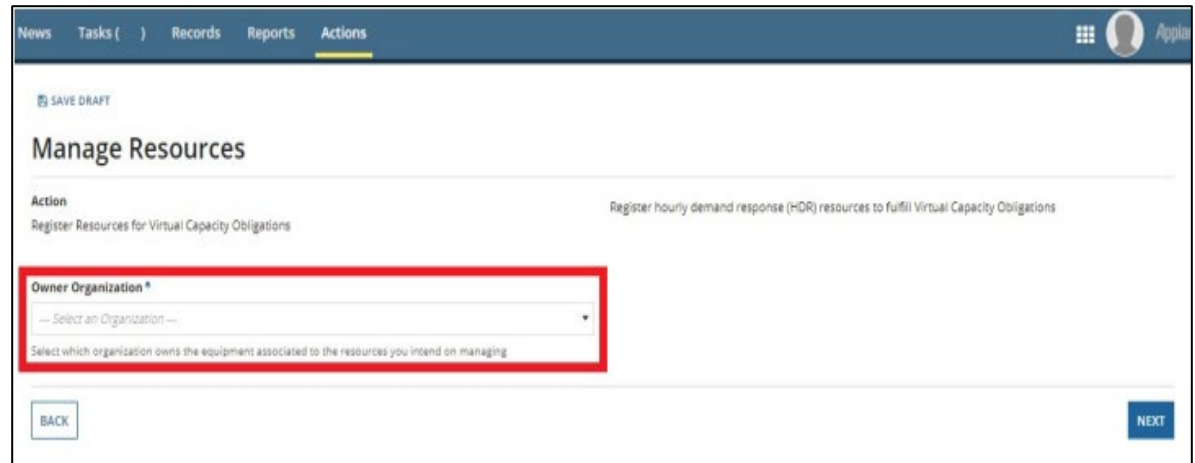 News Tasks ( ) Records Reports Actions
SAVE DRAFT
Manage Resources
Action
Register Resources for Virtual Capacity Obligations
Register hourly demand response (HDR) resources to fulfill Virtual Capacity Obligations
Owner Organization *
--- Select an Organization ---
Select which organization owns the equipment associated to the resources you intend on managing
BACK
NEXT